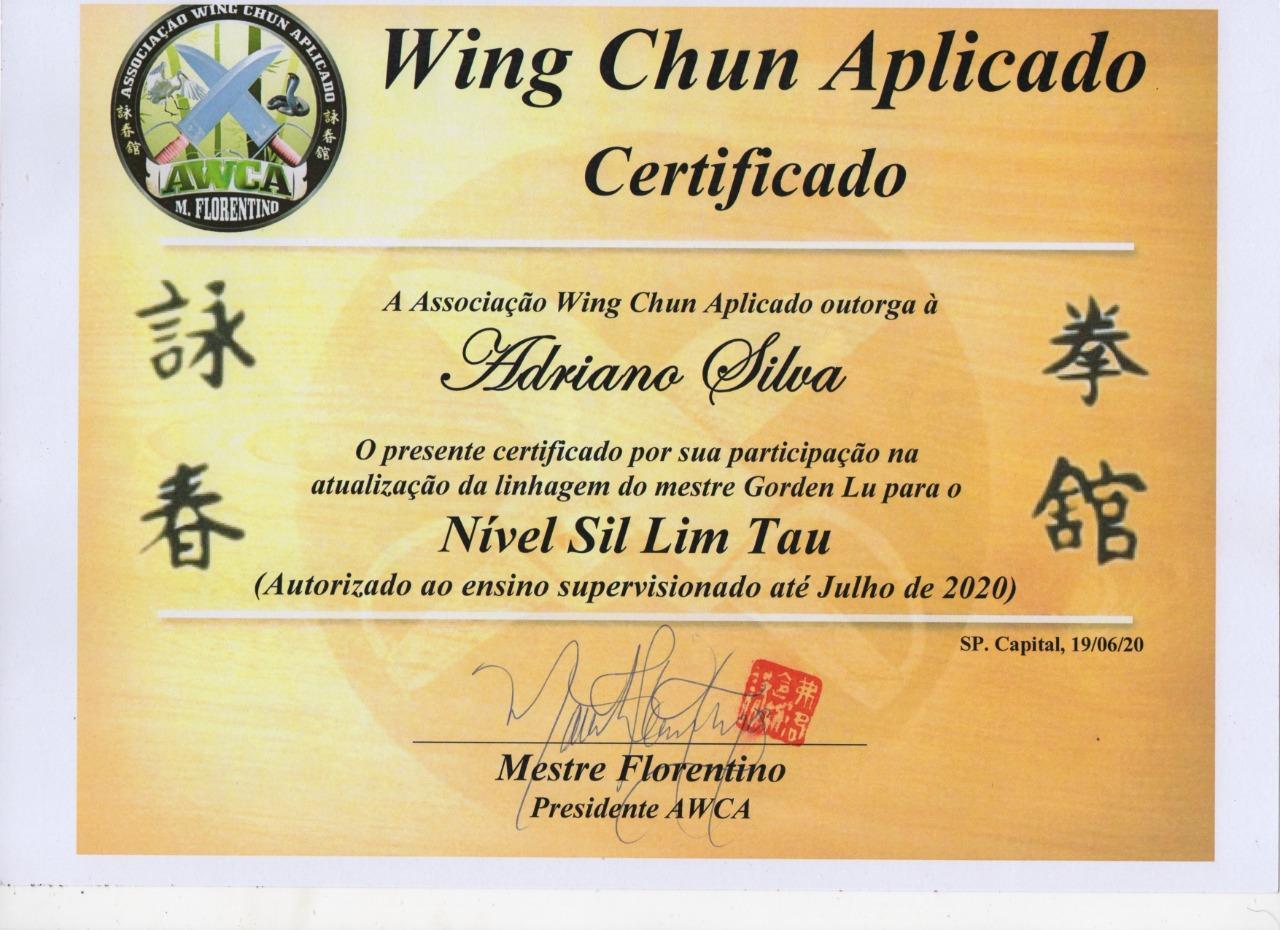 ASSOCIAÇÃO WING CHUN APLICADO
詠春館
詠春館
AWCA
M. FLORENTINO
Wing Chun Aplicado
Certificado
A Associação Wing Chun Aplicado outorga à
Adriano Silva
詠春
拳館
O presente certificado por sua participação na
atualização da linhagem do mestre Gorden Lu para o
Nível Sil Lim Tau
(Autorizado ao ensino supervisionado até Julho de 2020)
SP. Capital, 19/06/20
Mestre Florentino
Presidente AWCA